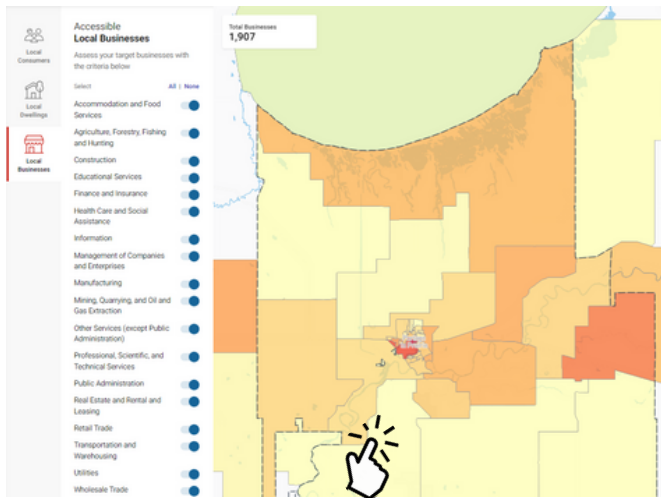 Local
Consumers
Local
Dwellings
Local
Businesses
Accessible
Local Businesses
Assess your target businesses with
the criteria below
Select All | None
Accommodation and Food
Services
Agriculture, Forestry, Fishing
and Hunting
Construction
Educational Services
Finance and Insurance
Health Care and Social
Assistance
Information
Management of Companies
and Enterprises
Manufacturing
Mining, Quarrying, and Oil and
Gas Extraction
Other Services (except Public
Administration)
Professional, Scientific, and
Technical Services
Public Administration
Real Estate and Rental and
Leasing
Retail Trade
Transportation and
Warehousing
Utilities
Wholesale Trade
Total Businesses
1,907